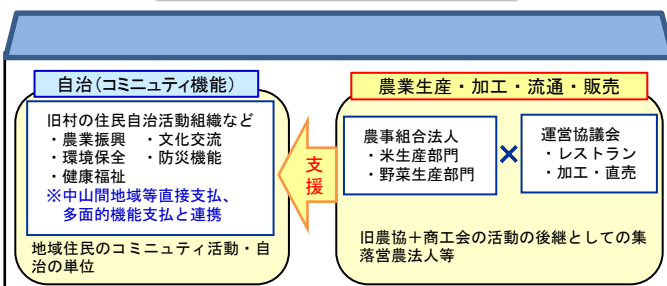 自治(コミュニティ機能)
旧村の住民自治活動組織など
・農業振興　・文化交流
・環境保全　・防災機能
・健康福祉
※中山間地域等直接支払、
多面的機能支払と連携
地域住民のコミュニティ活動・自
治の単位
支援
農業生産・加工・流通・販売
農事組合法人
・米生産部門
・野菜生産部門
×
運営協議会
・レストラン
・加工・直売
旧農協＋商工会の活動の後継としての集
落営農法人等